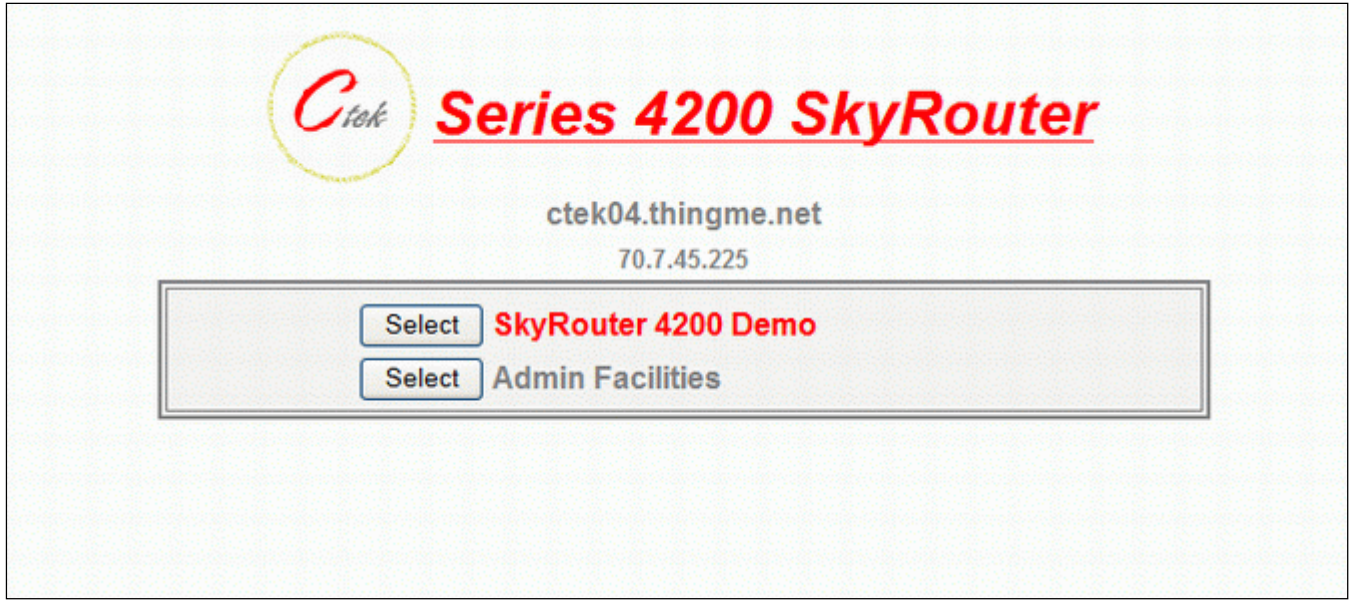 Ctek
Series 4200 SkyRouter
ctek04.thingme.net
70.7.45.225
Select SkyRouter 4200 Demo
Select Admin Facilities